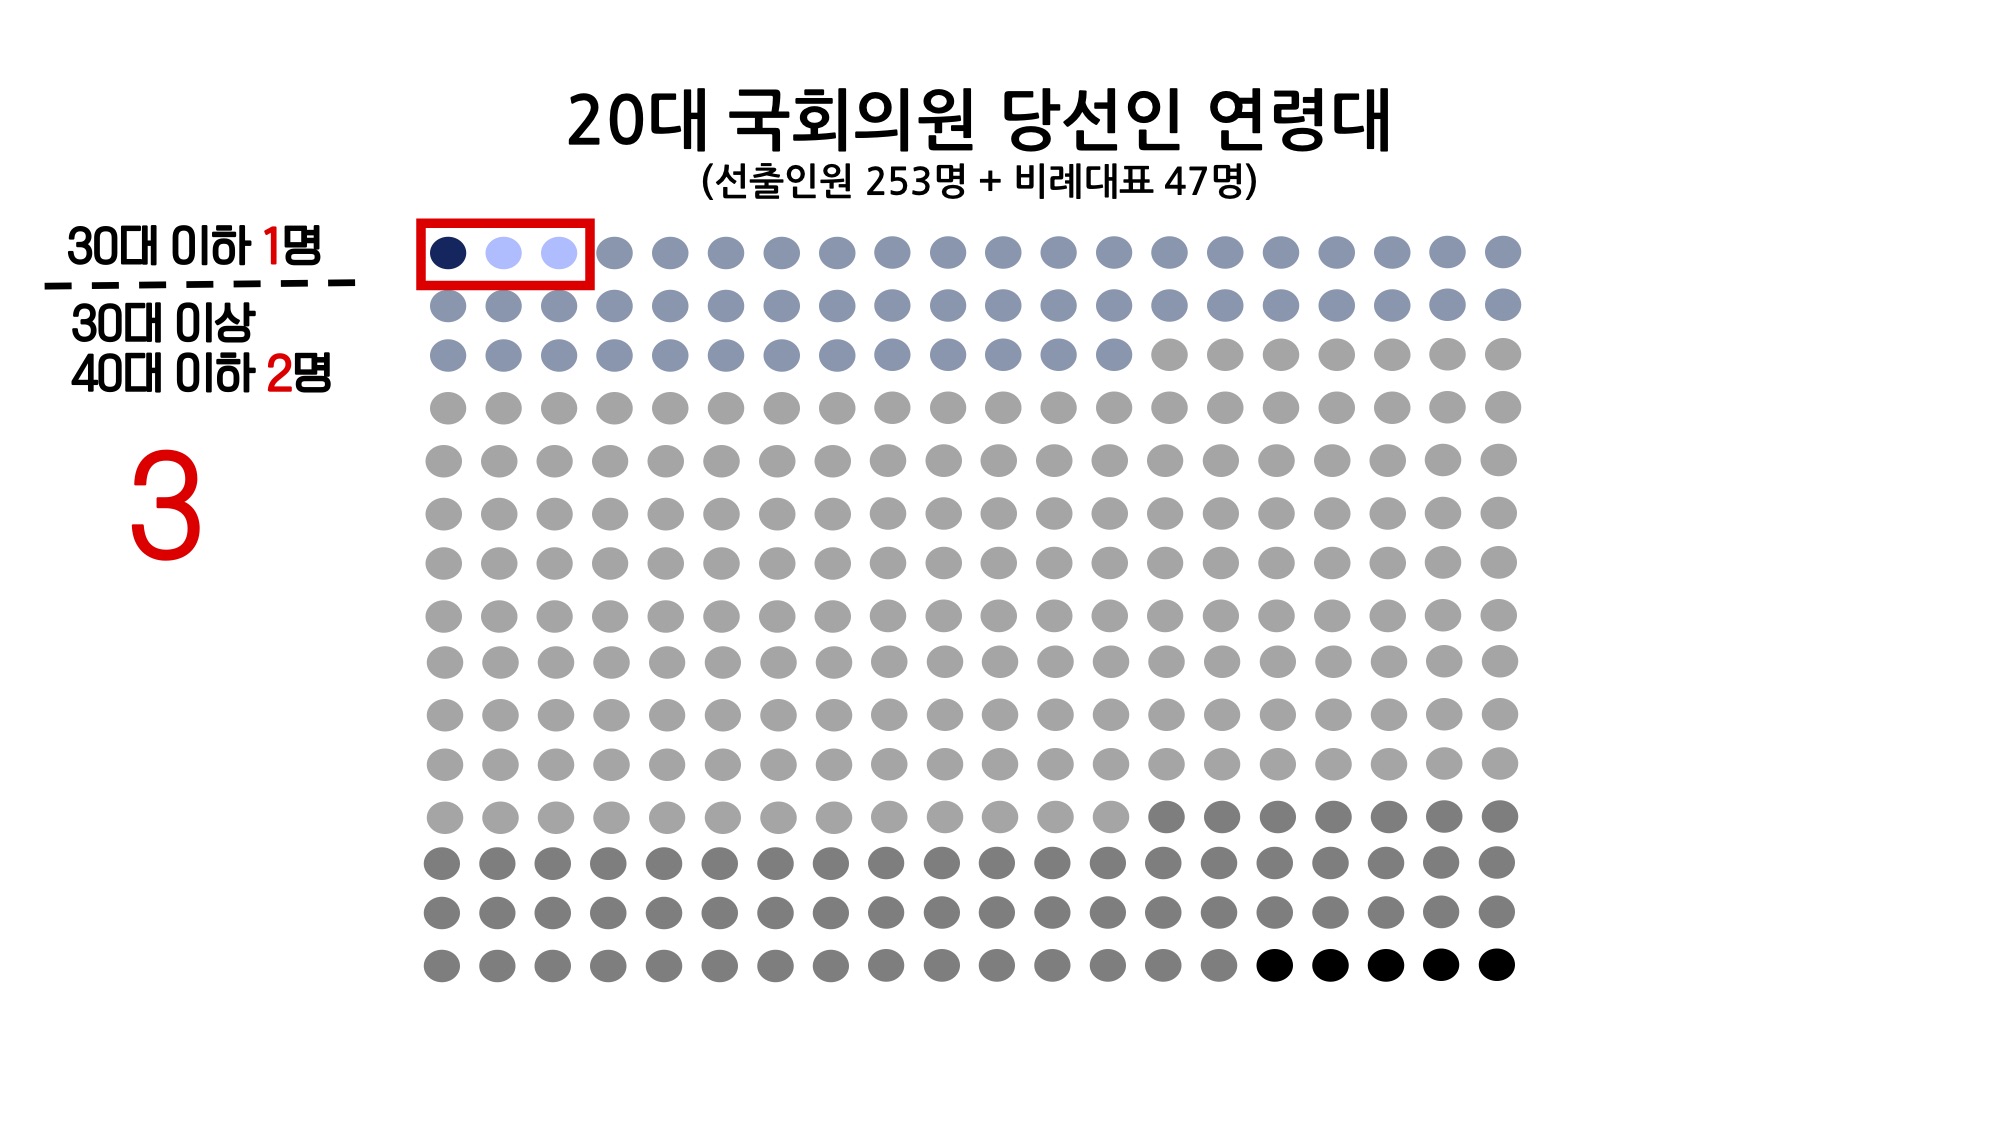 20대 국회의원 당선인 연령대
(선출인원 253명 + 비례대표 47명)
30대 이하 1명
30대 이상
40대 이하 2명
3